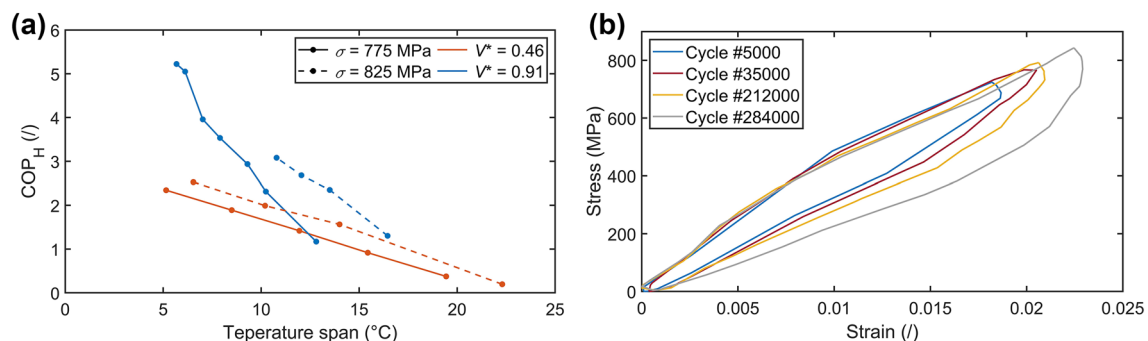 (a)
6
5
4
3
2
1
0
COP_H (/)
σ = 775 MPa
σ = 825 MPa
V* = 0.46
V* = 0.91
0 5 10 15 20 25
Teperature span (°C)
(b)
800
600
400
200
0
Stress (MPa)
Cycle #5000
Cycle #35000
Cycle #212000
Cycle #284000
0 0.005 0.01 0.015 0.02 0.025
Strain (/)